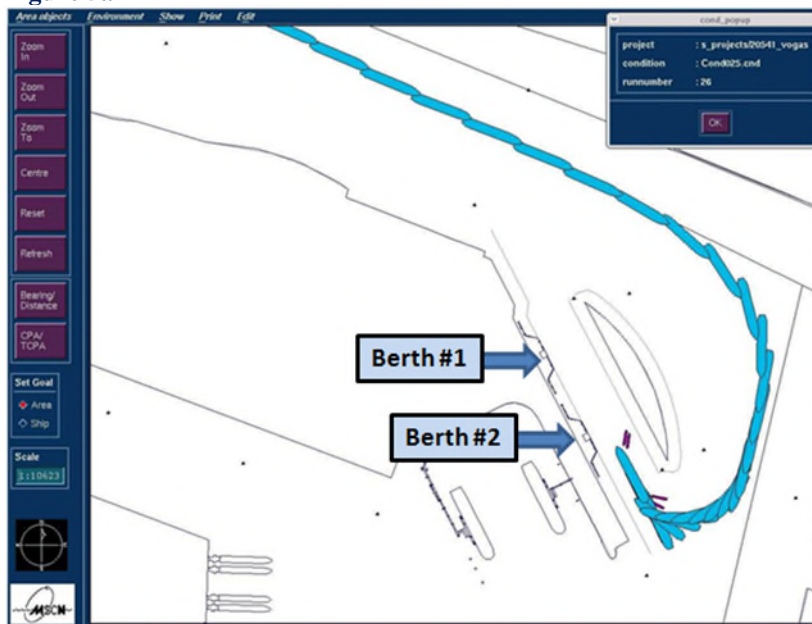 Area objects Environment Show Print Edit
Zoom In
Zoom Out
Zoom To
Centre
Reset
Refresh
Bearing/ Distance
CPA/ TCPA
Set Goal
Area
Ship
Scale
1:10623
MSCN
cond_popup
project : s_projects/20541_vogas
condition : Cond025.cnd
runnumber : 26
OK
Berth #1
Berth #2